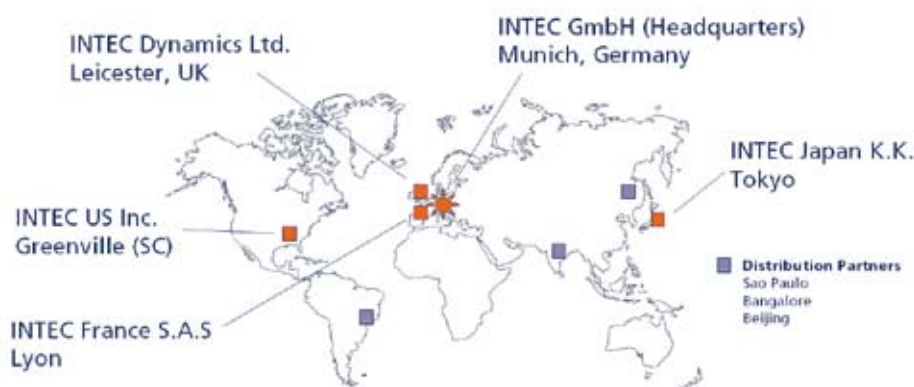 INTEC Dynamics Ltd.
Leicester, UK
INTEC GmbH (Headquarters)
Munich, Germany
INTEC Japan K.K.
Tokyo
INTEC US Inc.
Greenville (SC)
Distribution Partners
Sao Paulo
Bangalore
Beijing
INTEC France S.A.S
Lyon